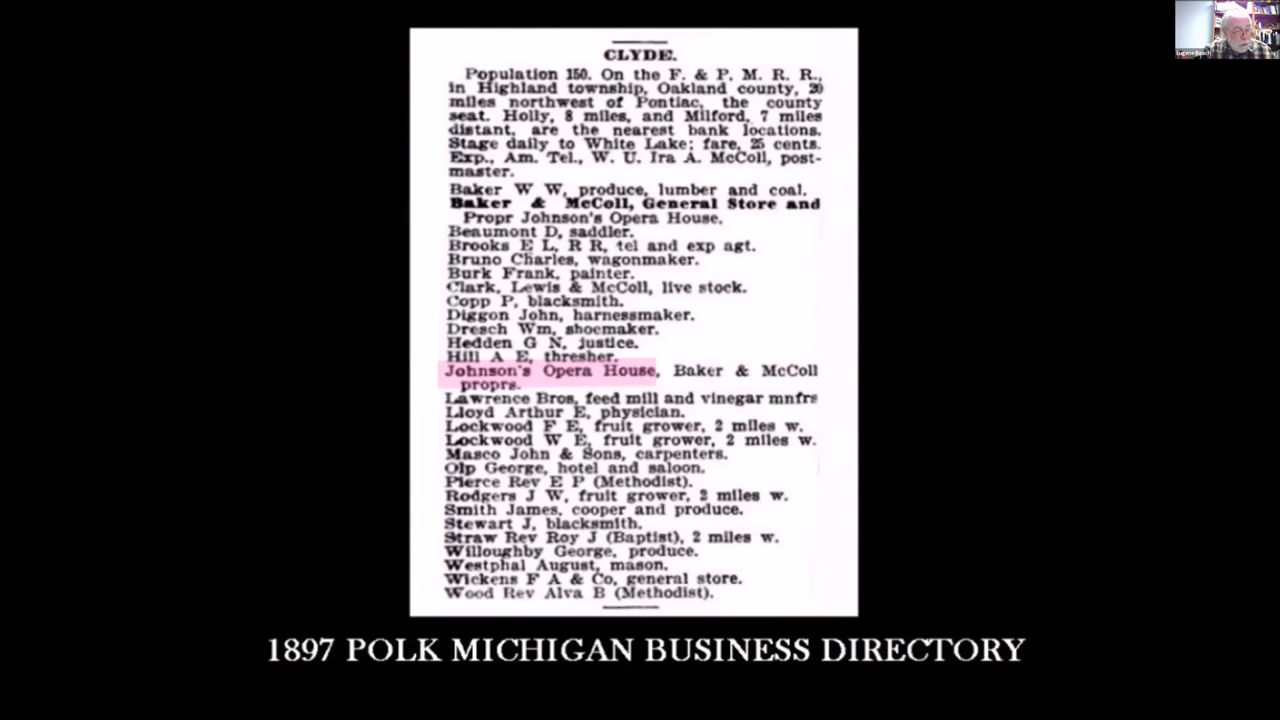 Eugene Beach
CLYDE.
Population 150. On the F. & P. M. R. R.,
in Highland township, Oakland county, 20
miles northwest of Pontiac, the county
seat. Holly, 8 miles, and Milford, 7 miles
distant, are the nearest bank locations.
Stage daily to White Lake; fare, 25 cents.
Exp., Am. Tel., W. U. Ira A. McColl, post-
master.
Baker W W, produce, lumber and coal.
Baker & McColl, General Store and
Propr Johnson's Opera House.
Beaumont D, saddler.
Brooks E L, R R, tel and exp agt.
Bruno Charles, wagonmaker.
Burk Frank, painter.
Clark, Lewis & McColl, live stock.
Copp P, blacksmith.
Diggon John, harnessmaker.
Dresch Wm, shoemaker.
Hedden G N, justice.
Hill A E, thresher.
Johnson's Opera House, Baker & McColl
proprs.
Lawrence Bros, feed mill and vinegar mnfrs
Lloyd Arthur E, physician.
Lockwood F E, fruit grower, 2 miles w.
Lockwood W E, fruit grower, 2 miles w.
Masco John & Sons, carpenters.
Olp George, hotel and saloon.
Pierce Rev E P (Methodist).
Rodgers J W, fruit grower, 2 miles w.
Smith James, cooper and produce.
Stewart J, blacksmith.
Straw Rev Roy J (Baptist), 2 miles w.
Willoughby George, produce.
Westphal August, mason.
Wickens F A & Co, general store.
Wood Rev Alva B (Methodist).
1897 POLK MICHIGAN BUSINESS DIRECTORY